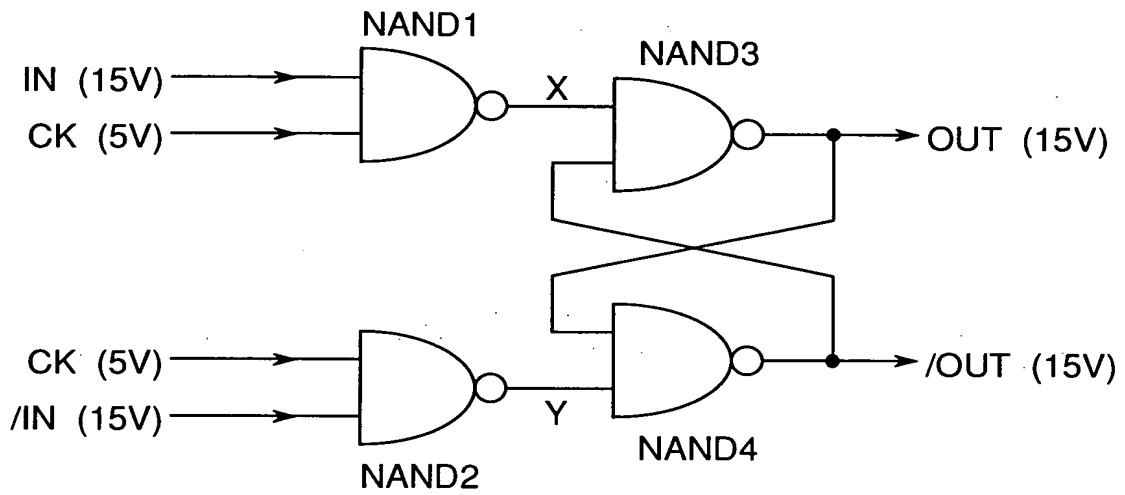 NAND1
NAND3
IN (15V)
X
CK (5V)
OUT (15V)
CK (5V)
/OUT (15V)
/IN (15V)
Y
NAND4
NAND2